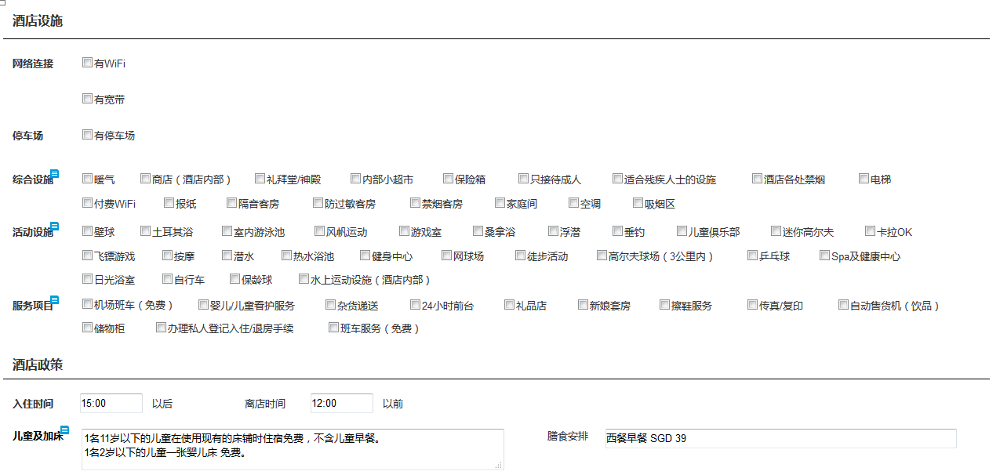 酒店设施
网络连接 有WiFi
有宽带
停车场 有停车场
综合设施 暖气 商店（酒店内部） 礼拜堂/神殿 内部小超市 保险箱 只接待成人 适合残疾人士的设施 酒店各处禁烟 电梯
付费WiFi 报纸 隔音客房 防过敏客房 禁烟客房 家庭间 空调 吸烟区
活动设施 壁球 土耳其浴 室内游泳池 风帆运动 游戏室 桑拿浴 浮潜 垂钓 儿童俱乐部 迷你高尔夫 卡拉OK
飞镖游戏 按摩 潜水 热水浴池 健身中心 网球场 徒步活动 高尔夫球场（3公里内） 乒乓球 Spa及健康中心
日光浴室 自行车 保龄球 水上运动设施（酒店内部）
服务项目 机场班车（免费） 婴儿/儿童看护服务 杂货递送 24小时前台 礼品店 新娘套房 擦鞋服务 传真/复印 自动售货机（饮品）
储物柜 办理私人登记入住/退房手续 班车服务（免费）
酒店政策
入住时间 15:00 以后 离店时间 12:00 以前
儿童及加床 1名11岁以下的儿童在使用现有的床铺时住宿免费，不含儿童早餐。 膳食安排 西餐早餐 SGD 39
1名2岁以下的儿童一张婴儿床 免费。